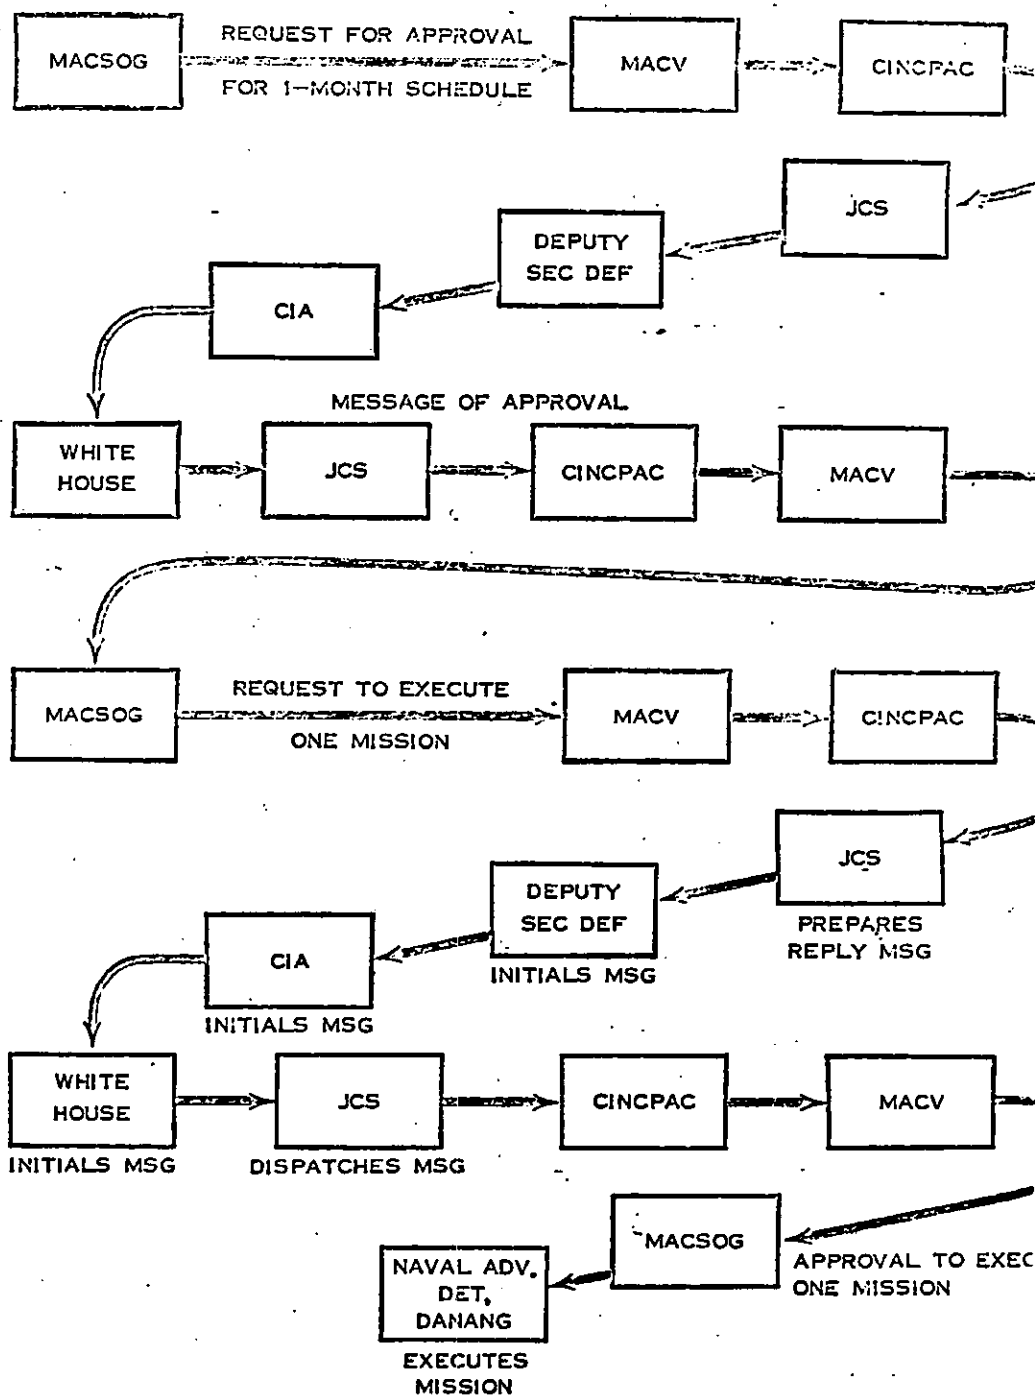 REQUEST FOR APPROVAL
MACSOG
MACV
CINCPAC
FOR 1-MONTH SCHEDULE
JCS
DEPUTY
SEC DEF
CIA
MESSAGE OF APPROVAL
WHITE
HOUSE
JCS
CINCPAC
MACV
REQUEST TO EXECUTE
MACSOG
MACV
CINCPAC
ONE MISSION
JCS
PREPARES
REPLY MSG
DEPUTY
SEC DEF
INITIALS MSG
CIA
INITIALS MSG
WHITE
HOUSE
INITIALS MSG
JCS
DISPATCHES MSG
CINCPAC
MACV
MACSOG
APPROVAL TO EXEC
ONE MISSION
NAVAL ADV.
DET,
DANANG
EXECUTES
MISSION